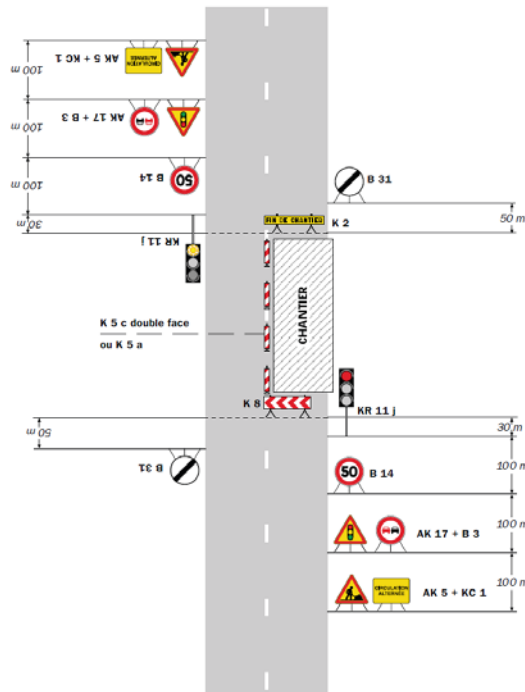 100 m
CIRCULATION
ALTERNÉE
AK 5 + KC 1
100 m
AK 17 + B 3
100 m
50
B 14
30 m
KR 11 j
B 31
50 m
FIN DE CHANTIER
K 2
K 5 c double face
ou K 5 a
CHANTIER
K 8
KR 11 j
50 m
30 m
B 31
50
B 14
100 m
AK 17 + B 3
100 m
CIRCULATION
ALTERNÉE
AK 5 + KC 1
100 m